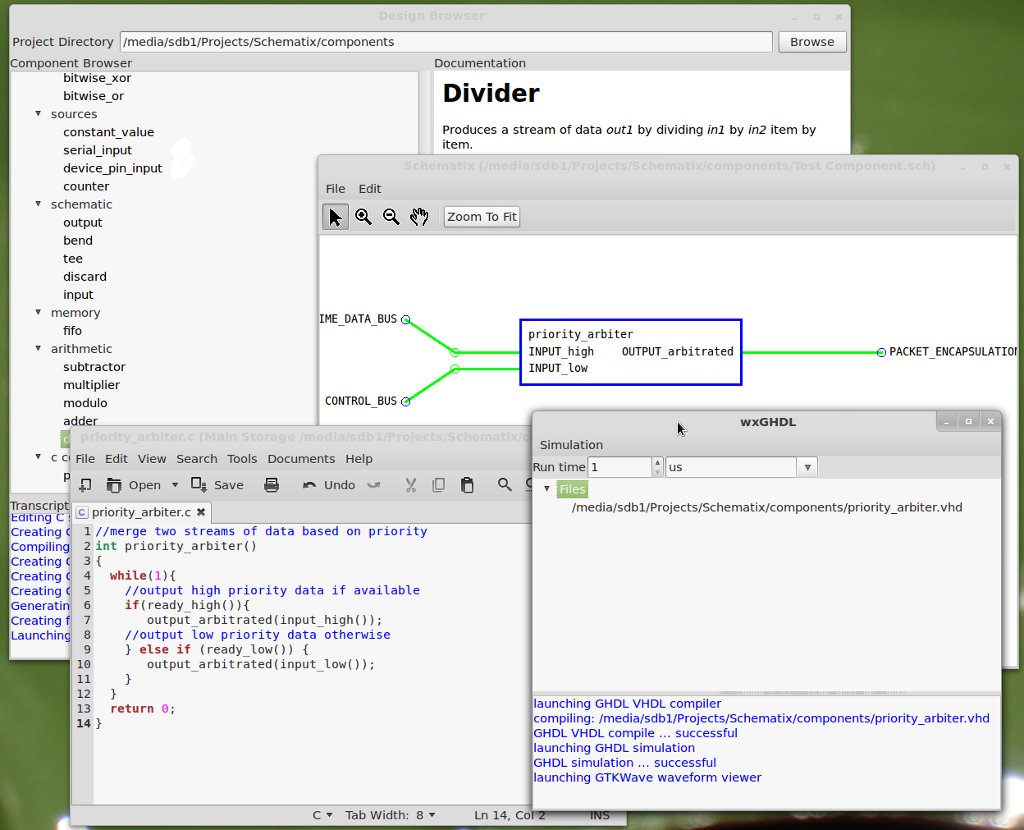 Design Browser
Project Directory /media/sdb1/Projects/Schematix/components Browse
Component Browser
bitwise_xor
bitwise_or
sources
constant_value
serial_input
device_pin_input
counter
schematic
output
bend
tee
discard
input
memory
fifo
arithmetic
subtractor
multiplier
modulo
adder
Documentation
Divider
Produces a stream of data out1 by dividing in1 by in2 item by
item.
Transcript
Editing C
Creating
Compiling
Creating
Creating
Creating
Generatin
Creating f
Launching
Schematix (/media/sdb1/Projects/Schematix/components/Test Component.sch)
File Edit
Zoom To Fit
IME_DATA_BUS
CONTROL_BUS
priority_arbiter
INPUT_high OUTPUT_arbitrated
INPUT_low
PACKET_ENCAPSULATION
priority_arbiter.c (Main Storage /media/sdb1/Projects/Schematix/c
File Edit View Search Tools Documents Help
Open Save Undo
priority_arbiter.c
1 //merge two streams of data based on priority
2 int priority_arbiter()
3 {
4 while(1){
5 //output high priority data if available
6 if(ready_high()){
7 output_arbitrated(input_high());
8 //output low priority data otherwise
9 } else if (ready_low()) {
10 output_arbitrated(input_low());
11 }
12 }
13 return 0;
14 }
C Tab Width: 8 Ln 14, Col 2 INS
wxGHDL
Simulation
Run time 1 us
Files
/media/sdb1/Projects/Schematix/components/priority_arbiter.vhd
launching GHDL VHDL compiler
compiling: /media/sdb1/Projects/Schematix/components/priority_arbiter.vhd
GHDL VHDL compile ... successful
launching GHDL simulation
GHDL simulation ... successful
launching GTKWave waveform viewer